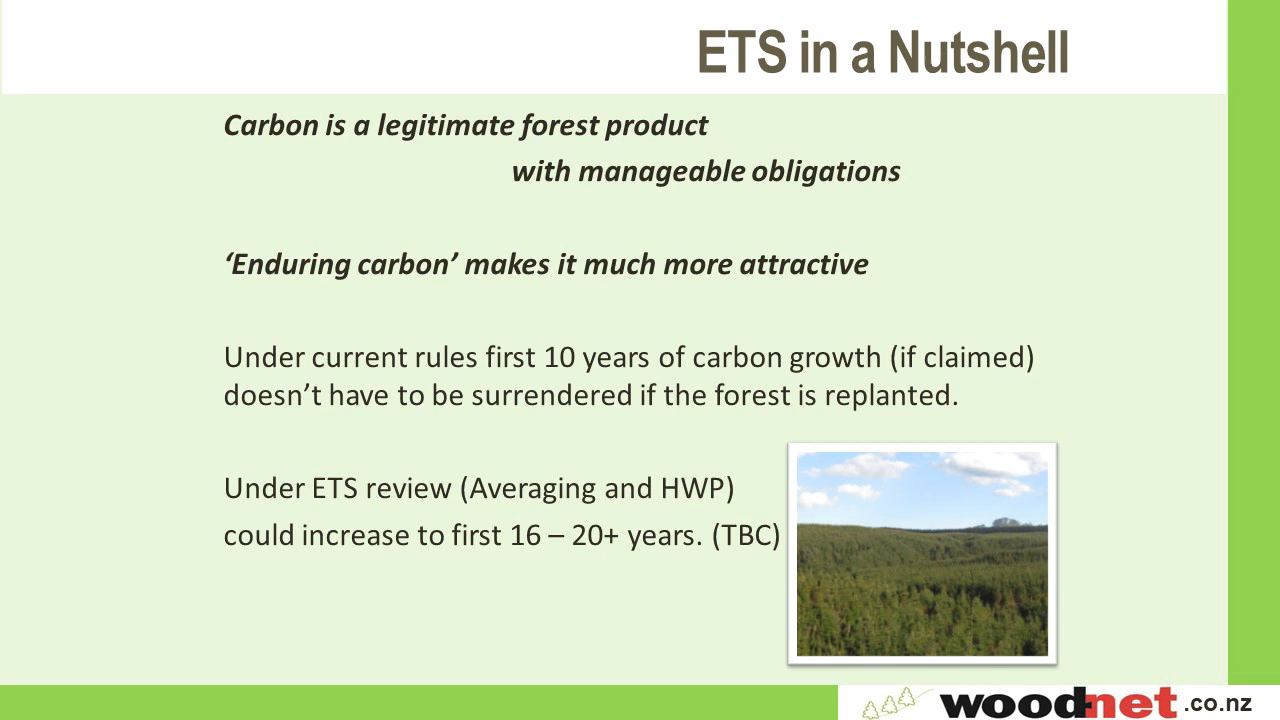 ETS in a Nutshell
Carbon is a legitimate forest product
with manageable obligations
‘Enduring carbon’ makes it much more attractive
Under current rules first 10 years of carbon growth (if claimed)
doesn’t have to be surrendered if the forest is replanted.
Under ETS review (Averaging and HWP)
could increase to first 16 – 20+ years. (TBC)
woodnet.co.nz